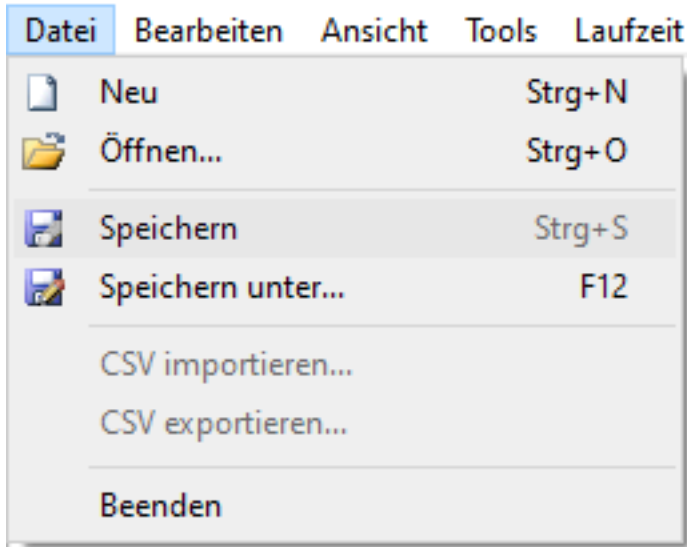 Datei Bearbeiten Ansicht Tools Laufzeit
Neu Strg+N
Öffnen... Strg+O
Speichern Strg+S
Speichern unter... F12
CSV importieren...
CSV exportieren...
Beenden